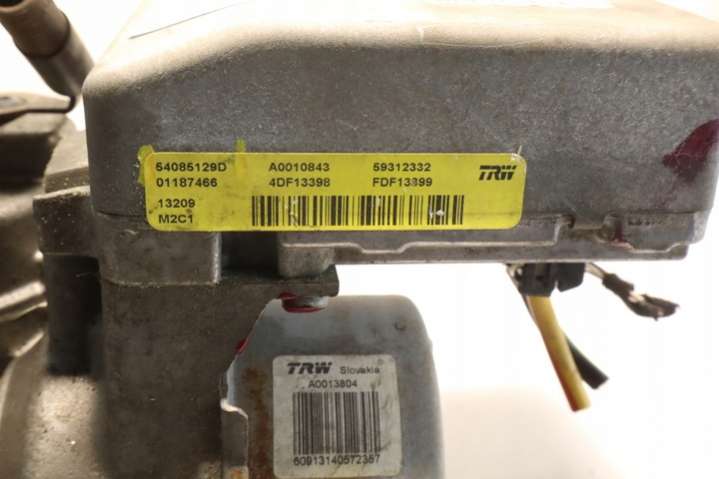 54085129D A0010843 59312332 TRW
01187466 4DF13398 FDF13399
13209
M2C1
TRW Slovakia
A0013804
60913140572357